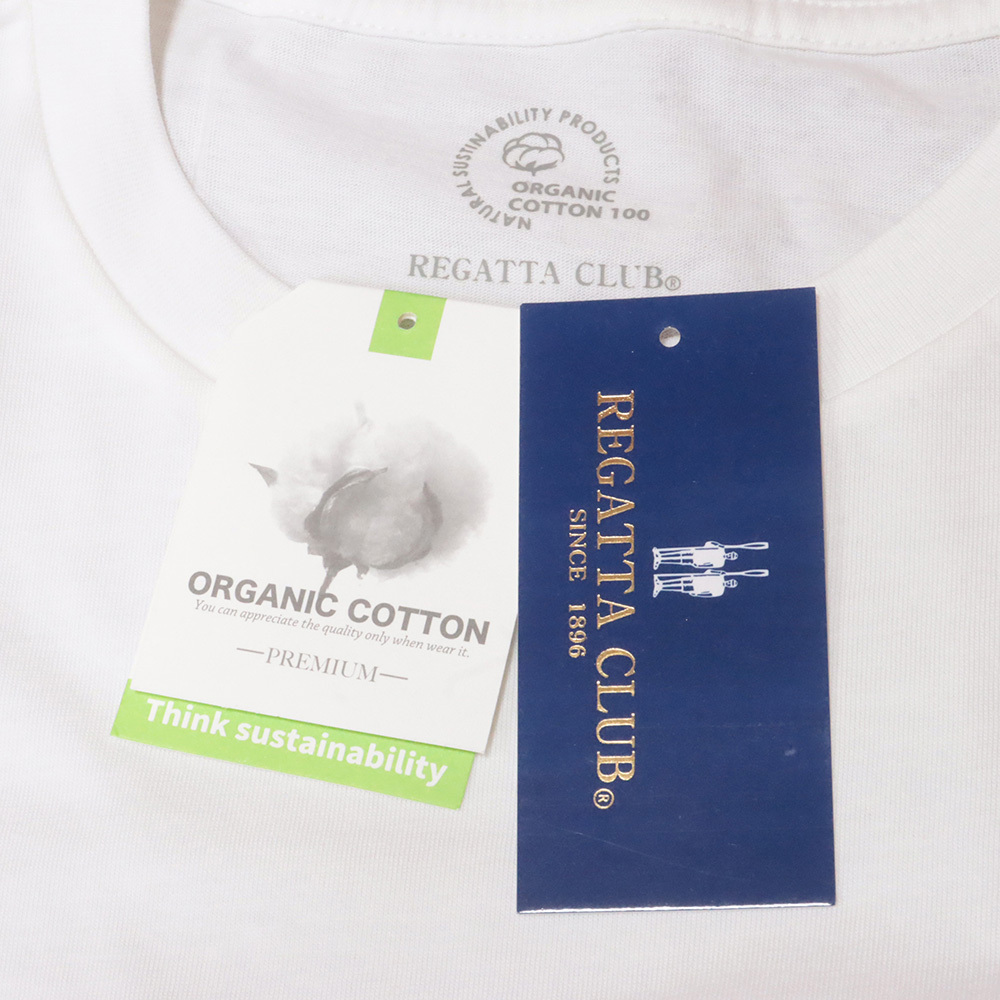 NATURAL SUSTINABILITY PRODUCTS
ORGANIC
COTTON 100
REGATTA CLUB®
ORGANIC COTTON
You can appreciate the quality only when wear it.
—PREMIUM—
Think sustainability
REGATTA CLUB®
SINCE 1896